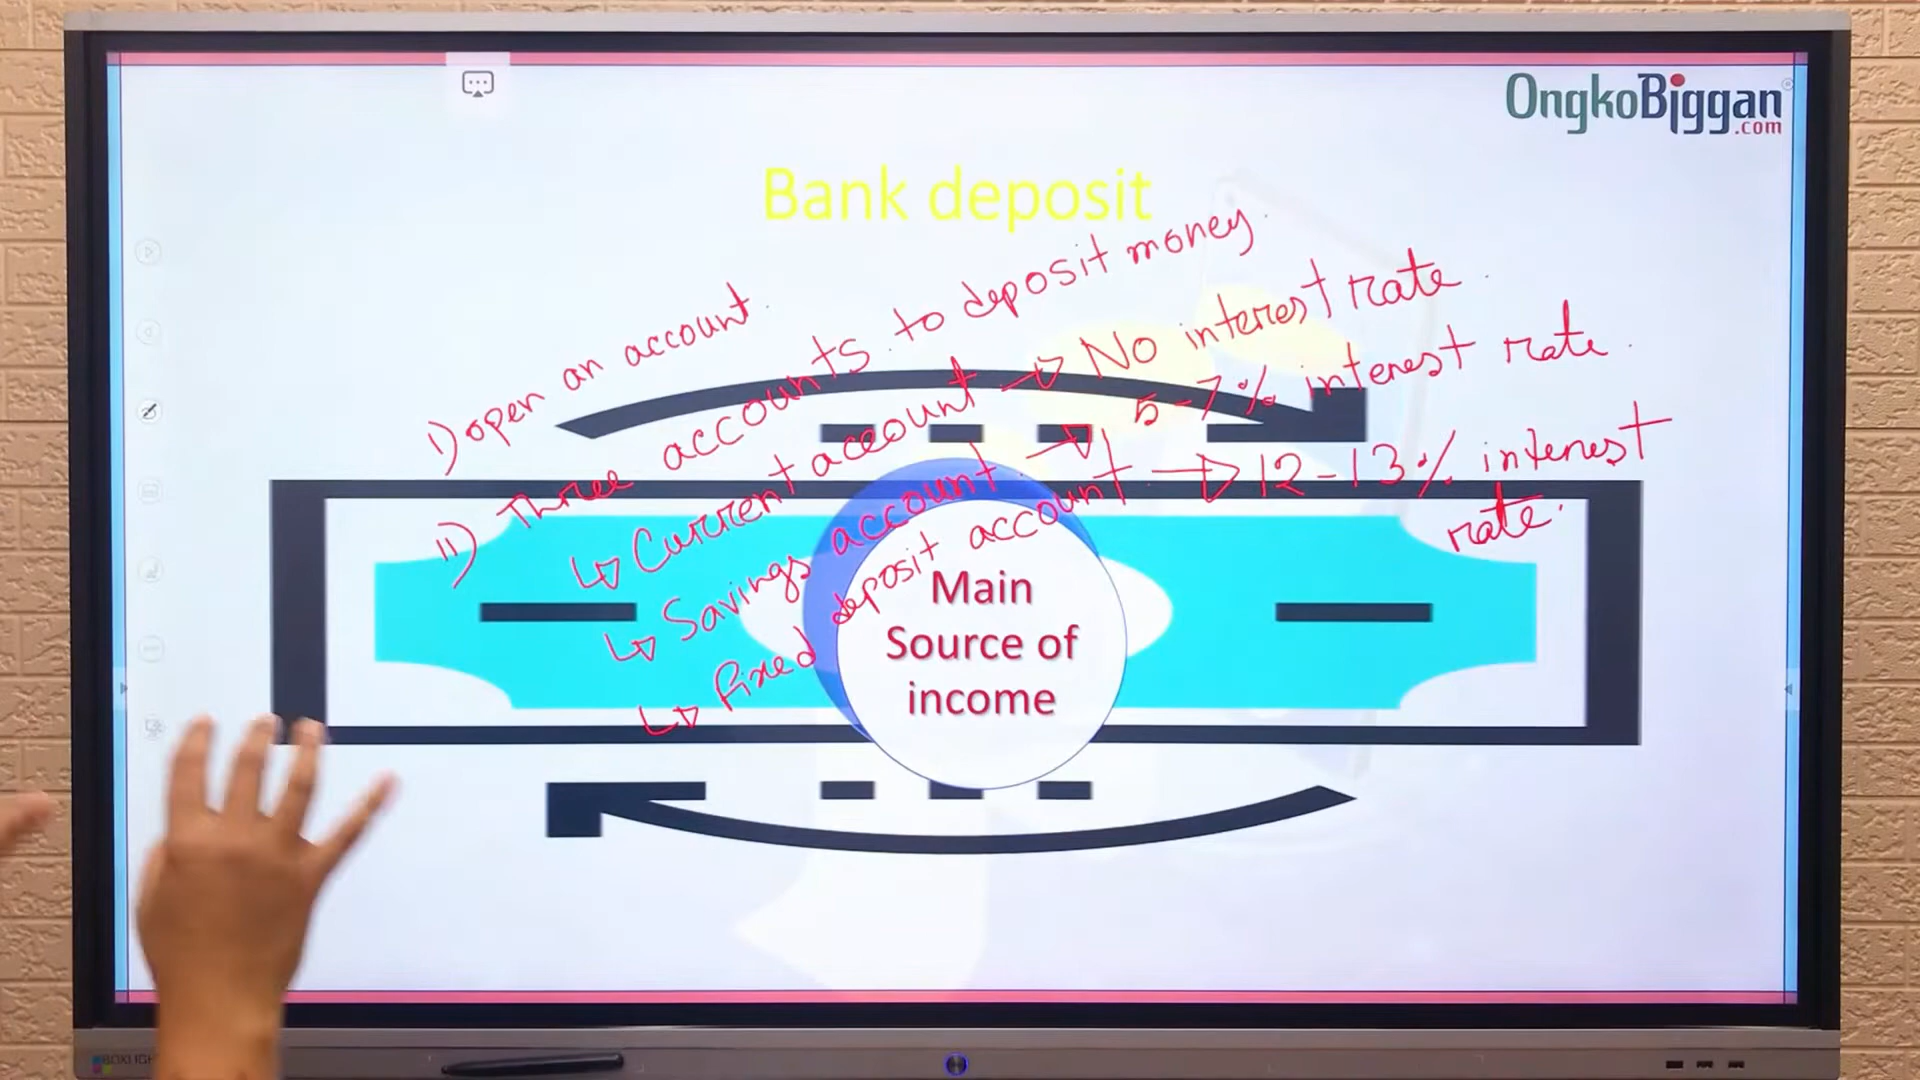 OngkoBiggan
.com
Bank deposit
i) open an account.
ii) Three accounts to deposit money.
Current account → No interest rate.
Savings account → 5-7% interest rate.
Fixed deposit account → 12-13% interest
rate.
Main
Source of
income
BOXLIGHT